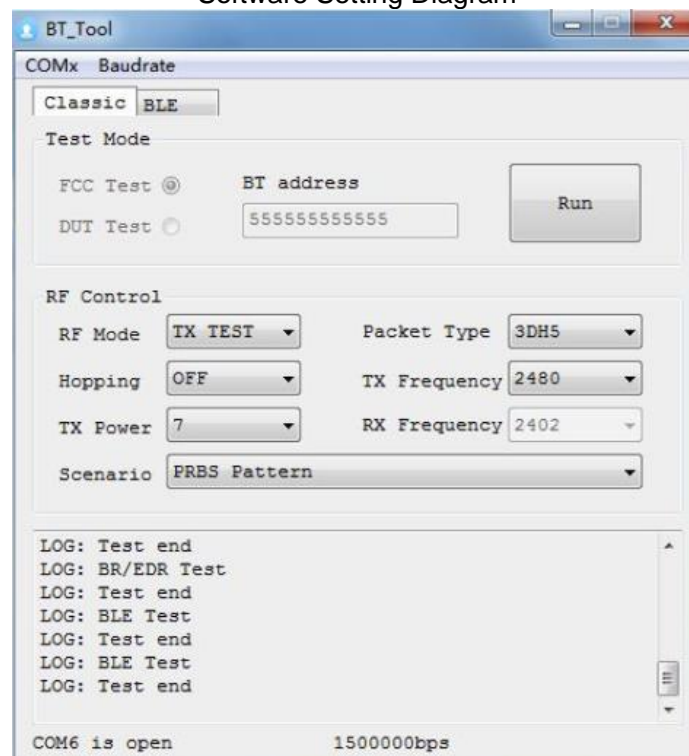 Software Setting Diagram
BT_Tool
COMx Baudrate
Classic BLE
Test Mode
FCC Test BT address
555555555555 Run
DUT Test
RF Control
RF Mode TX TEST Packet Type 3DH5
Hopping OFF TX Frequency 2480
TX Power 7 RX Frequency 2402
Scenario PRBS Pattern
LOG: Test end
LOG: BR/EDR Test
LOG: Test end
LOG: BLE Test
LOG: Test end
LOG: BLE Test
LOG: Test end
COM6 is open 1500000bps